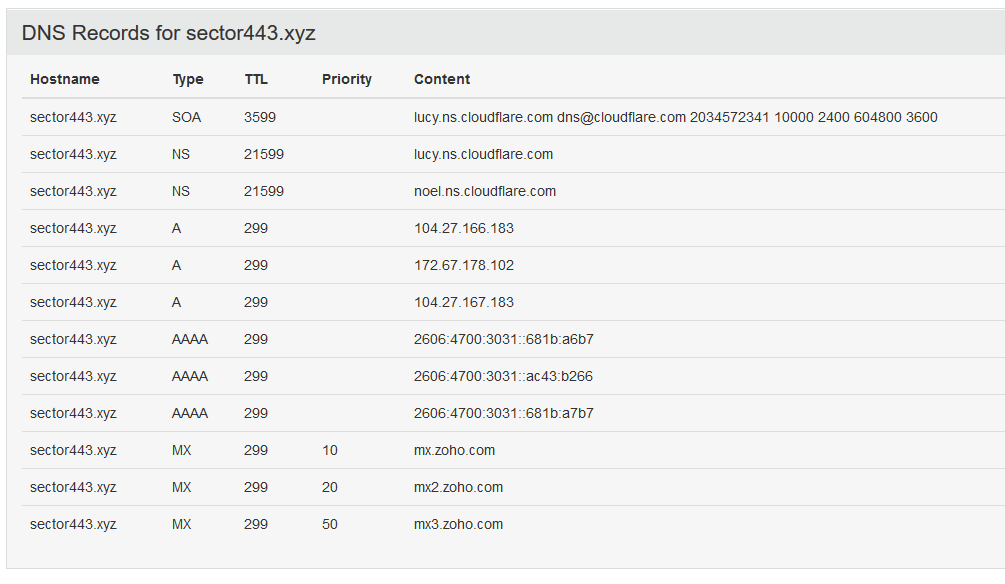 DNS Records for sector443.xyz
Hostname Type TTL Priority Content
sector443.xyz SOA 3599 lucy.ns.cloudflare.com dns@cloudflare.com 2034572341 10000 2400 604800 3600
sector443.xyz NS 21599 lucy.ns.cloudflare.com
sector443.xyz NS 21599 noel.ns.cloudflare.com
sector443.xyz A 299 104.27.166.183
sector443.xyz A 299 172.67.178.102
sector443.xyz A 299 104.27.167.183
sector443.xyz AAAA 299 2606:4700:3031::681b:a6b7
sector443.xyz AAAA 299 2606:4700:3031::ac43:b266
sector443.xyz AAAA 299 2606:4700:3031::681b:a7b7
sector443.xyz MX 299 10 mx.zoho.com
sector443.xyz MX 299 20 mx2.zoho.com
sector443.xyz MX 299 50 mx3.zoho.com